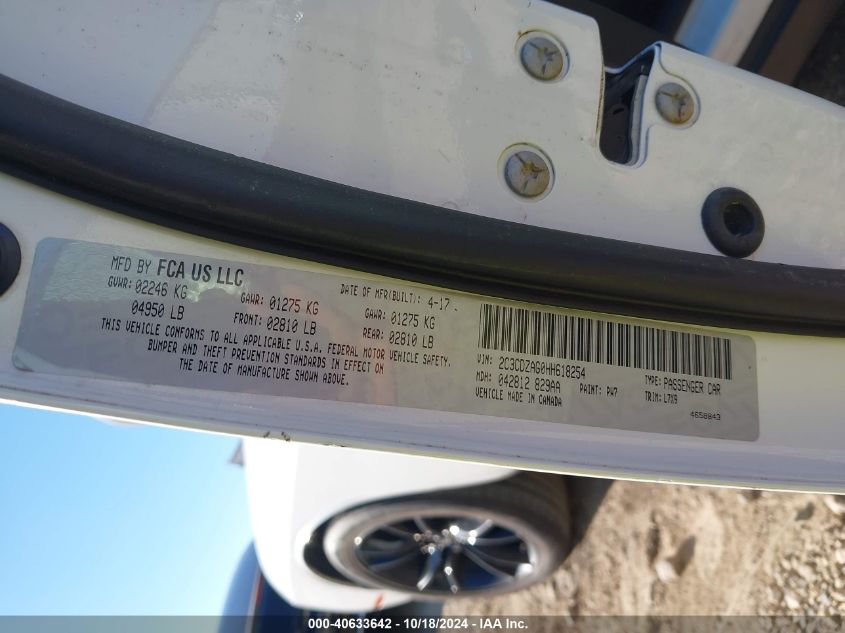 MFD BY FCA US LLC
DATE OF MFR(BUILT): 4-17
GVWR: 02246 KG
GAWR: 01275 KG
GAWR: 01275 KG
04950 LB
FRONT: 02810 LB
REAR: 02810 LB
THIS VEHICLE CONFORMS TO ALL APPLICABLE U.S.A. FEDERAL MOTOR VEHICLE SAFETY,
BUMPER AND THEFT PREVENTION STANDARDS IN EFFECT ON
THE DATE OF MANUFACTURE SHOWN ABOVE.
VIN: 2C3CDZAG0HH618254
TYPE: PASSENGER CAR
MDH: 042812 829AA
PAINT: PW7
TRIM: L7X9
VEHICLE MADE IN CANADA
4658843
000-40633642 - 10/18/2024 - IAA Inc.